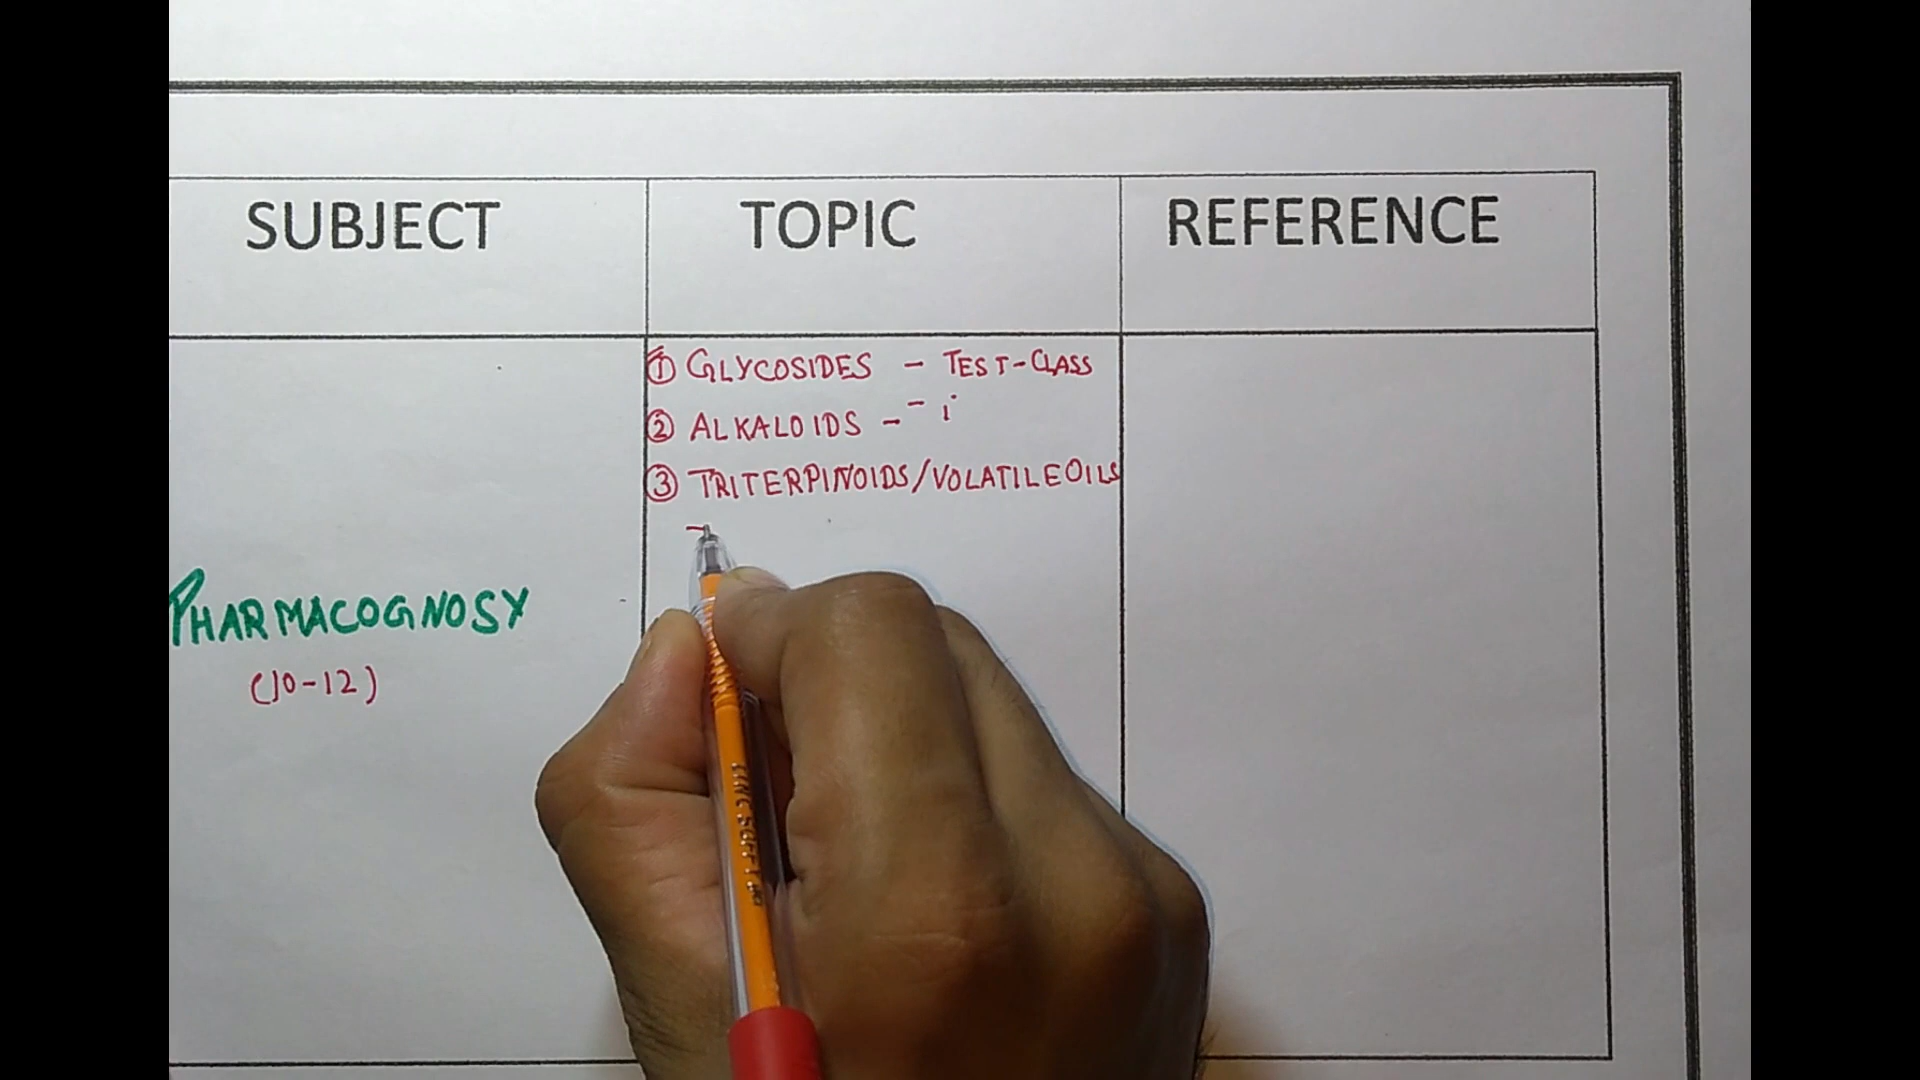 SUBJECT TOPIC REFERENCE
① GLYCOSIDES - TEST-CLASS
② ALKALOIDS - - i
③ TRITERPINOIDS/VOLATILE OILS
-
PHARMACOGNOSY
(10-12)